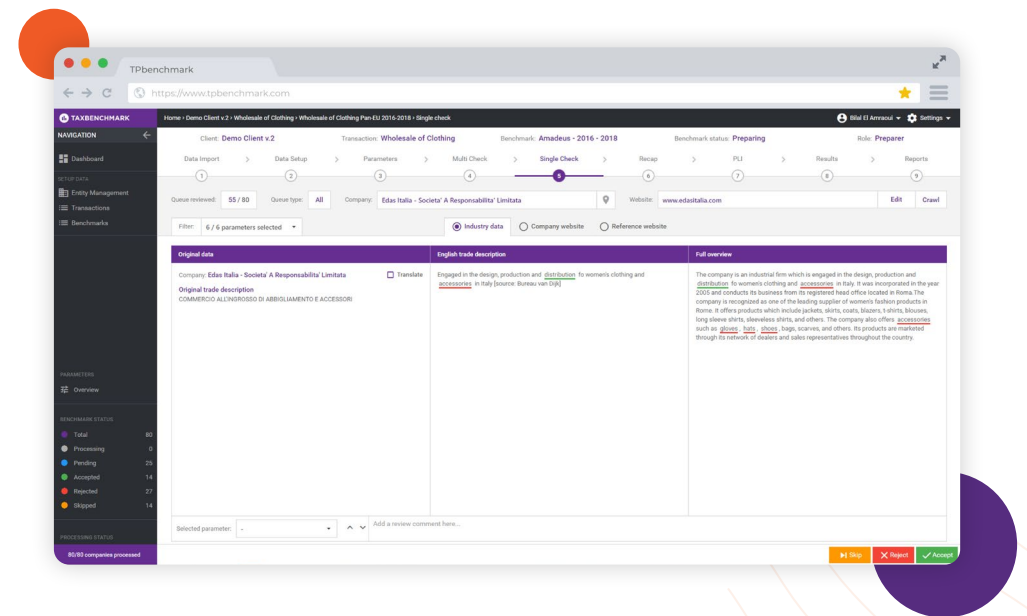 TPbenchmark
https://www.tpbenchmark.com
TAXBENCHMARK
Home › Demo Client v.2 › Wholesale of Clothing › Wholesale of Clothing Pan-EU 2016-2018 › Single check
Bilal El Amraoui
Settings
NAVIGATION
Dashboard
SETUP DATA
Entity Management
Transactions
Benchmarks
PARAMETERS
Overview
BENCHMARK STATUS
Total 80
Processing 0
Pending 25
Accepted 14
Rejected 27
Skipped 14
PROCESSING STATUS
80/80 companies processed
Client: Demo Client v.2
Transaction: Wholesale of Clothing
Benchmark: Amadeus - 2016 - 2018
Benchmark status: Preparing
Role: Preparer
Data Import > Data Setup > Parameters > Multi Check > Single Check > Recap > PLI > Results > Reports
1 2 3 4 5 6 7 8 9
Queue reviewed: 55 / 80
Queue type: All
Company: Edas Italia - Societa' A Responsabilita' Limitata
Website: www.edasitalia.com
Edit
Crawl
Filter: 6 / 6 parameters selected
Industry data
Company website
Reference website
Original data
Company: Edas Italia - Societa' A Responsabilita' Limitata
Translate
Original trade description
COMMERCIO ALL'INGROSSO DI ABBIGLIAMENTO E ACCESSORI
English trade description
Engaged in the design, production and distribution fo women's clothing and
accessories in Italy [source: Bureau van Dijk]
Full overview
The company is an industrial firm which is engaged in the design, production and
distribution fo women's clothing and accessories in Italy. It was incorporated in the year
2005 and conducts its business from its registered head office located in Roma.The
company is recognized as one of the leading supplier of women's fashion products in
Rome. It offers products which include jackets, skirts, coats, blazers, t-shirts, blouses,
long sleeve shirts, sleeveless shirts, and others. The company also offers accessories
such as gloves , hats , shoes , bags, scarves, and others. Its products are marketed
through its network of dealers and sales representatives throughout the country.
Selected parameter: -
Add a review comment here...
Skip
Reject
Accept